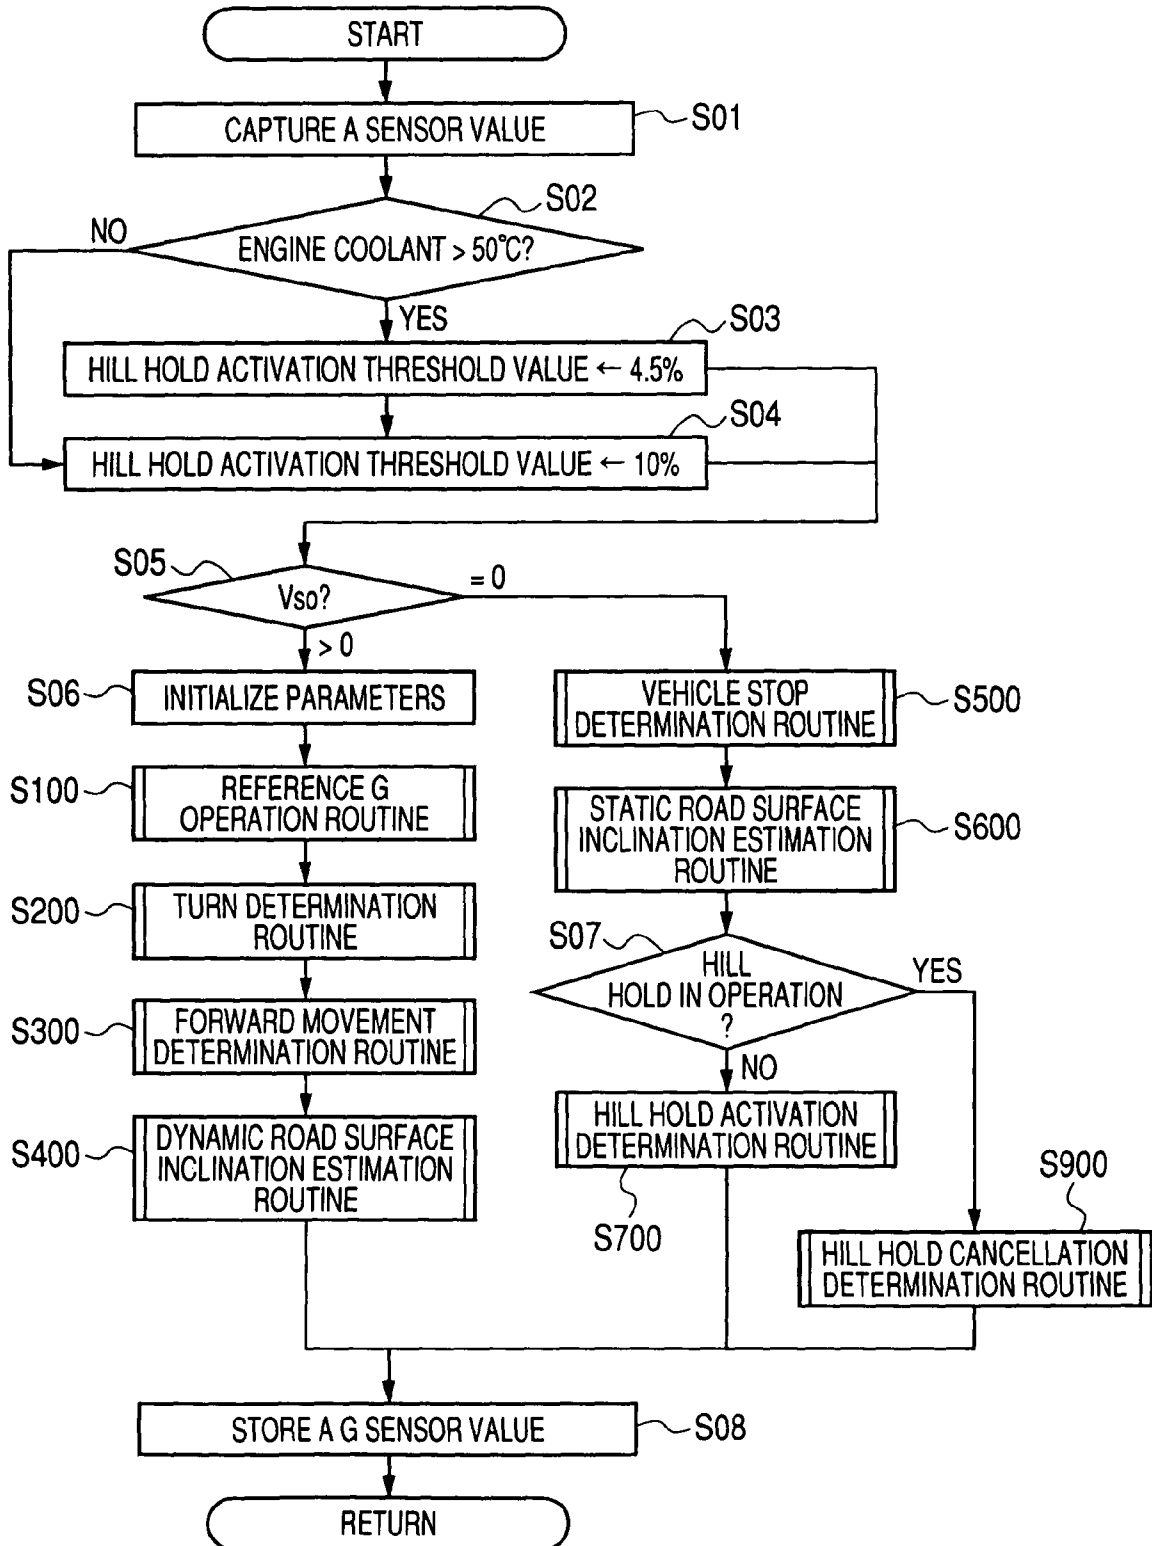 START
CAPTURE A SENSOR VALUE
S01
S02
NO
ENGINE COOLANT > 50°C?
YES
S03
HILL HOLD ACTIVATION THRESHOLD VALUE ← 4.5%
S04
HILL HOLD ACTIVATION THRESHOLD VALUE ← 10%
S05
Vso?
= 0
> 0
S06
INITIALIZE PARAMETERS
VEHICLE STOP
DETERMINATION ROUTINE
S500
S100
REFERENCE G
OPERATION ROUTINE
STATIC ROAD SURFACE
INCLINATION ESTIMATION
ROUTINE
S600
S200
TURN DETERMINATION
ROUTINE
S07
HILL
HOLD IN OPERATION
?
YES
NO
S300
FORWARD MOVEMENT
DETERMINATION ROUTINE
HILL HOLD ACTIVATION
DETERMINATION ROUTINE
S700
S400
DYNAMIC ROAD SURFACE
INCLINATION ESTIMATION
ROUTINE
S900
HILL HOLD CANCELLATION
DETERMINATION ROUTINE
STORE A G SENSOR VALUE
S08
RETURN